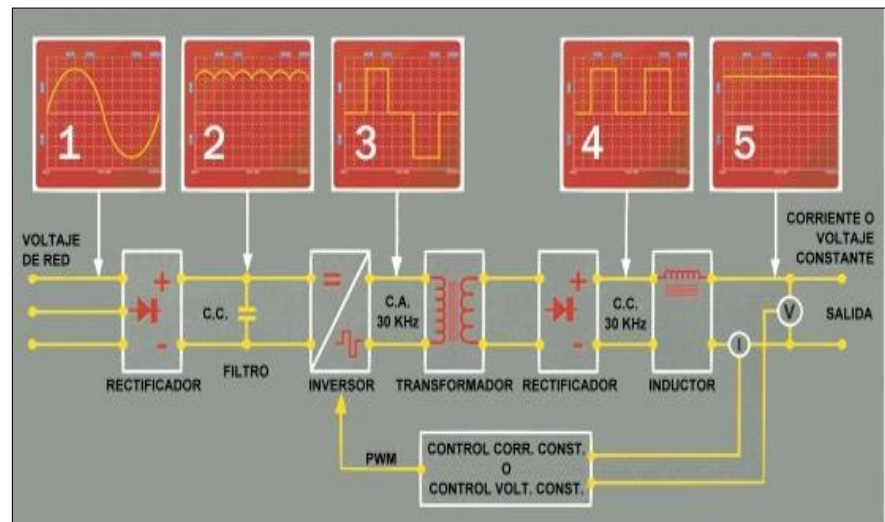 1
2
3
4
5
VOLTAJE
DE RED
CORRIENTE O
VOLTAJE
CONSTANTE
C.C.
C.A.
30 KHz
C.C.
30 KHz
V
I
SALIDA
RECTIFICADOR
FILTRO
INVERSOR
TRANSFORMADOR
RECTIFICADOR
INDUCTOR
PWM
CONTROL CORR. CONST.
O
CONTROL VOLT. CONST.